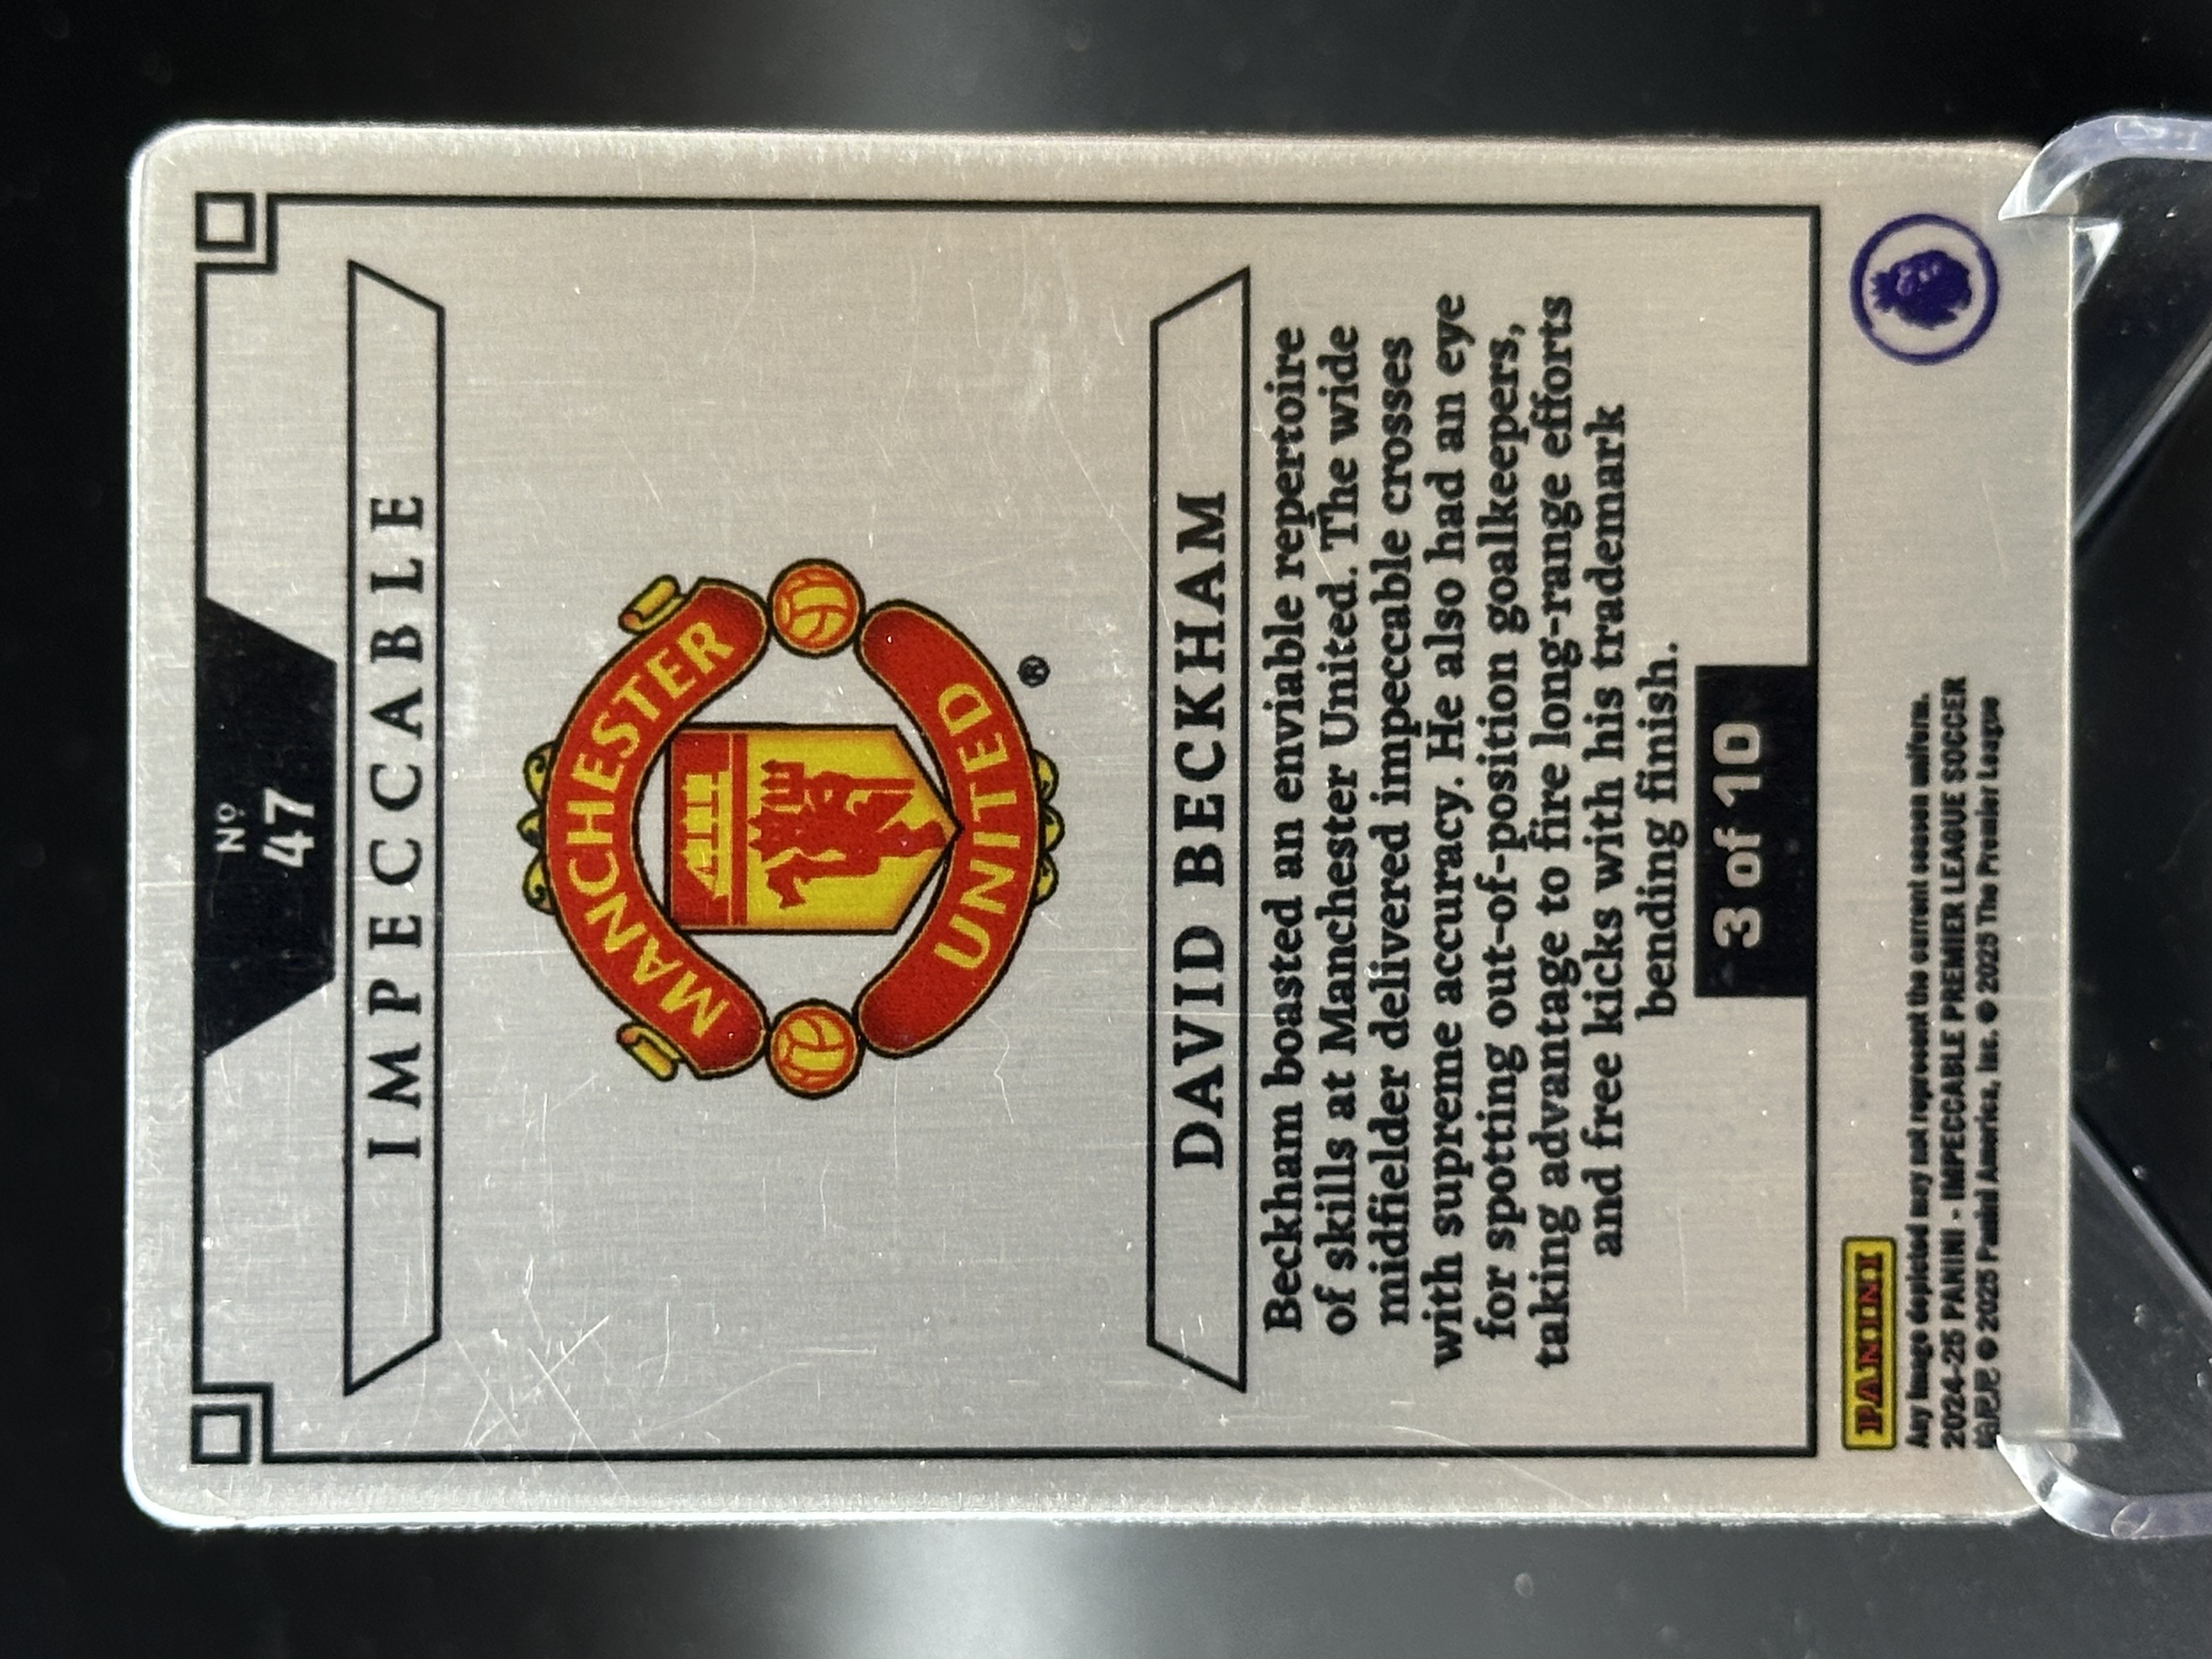 Nº
47
IMPECCABLE
MANCHESTER
UNITED
®
DAVID BECKHAM
Beckham boasted an enviable repertoire
of skills at Manchester United. The wide
midfielder delivered impeccable crosses
with supreme accuracy. He also had an eye
for spotting out-of-position goalkeepers,
taking advantage to fire long-range efforts
and free kicks with his trademark
bending finish.
3 of 10
PANINI
Any image depicted may not represent the current season uniform.
2024-25 PANINI - IMPECCABLE PREMIER LEAGUE SOCCER
© 2025 Panini America, Inc. © 2025 The Premier League